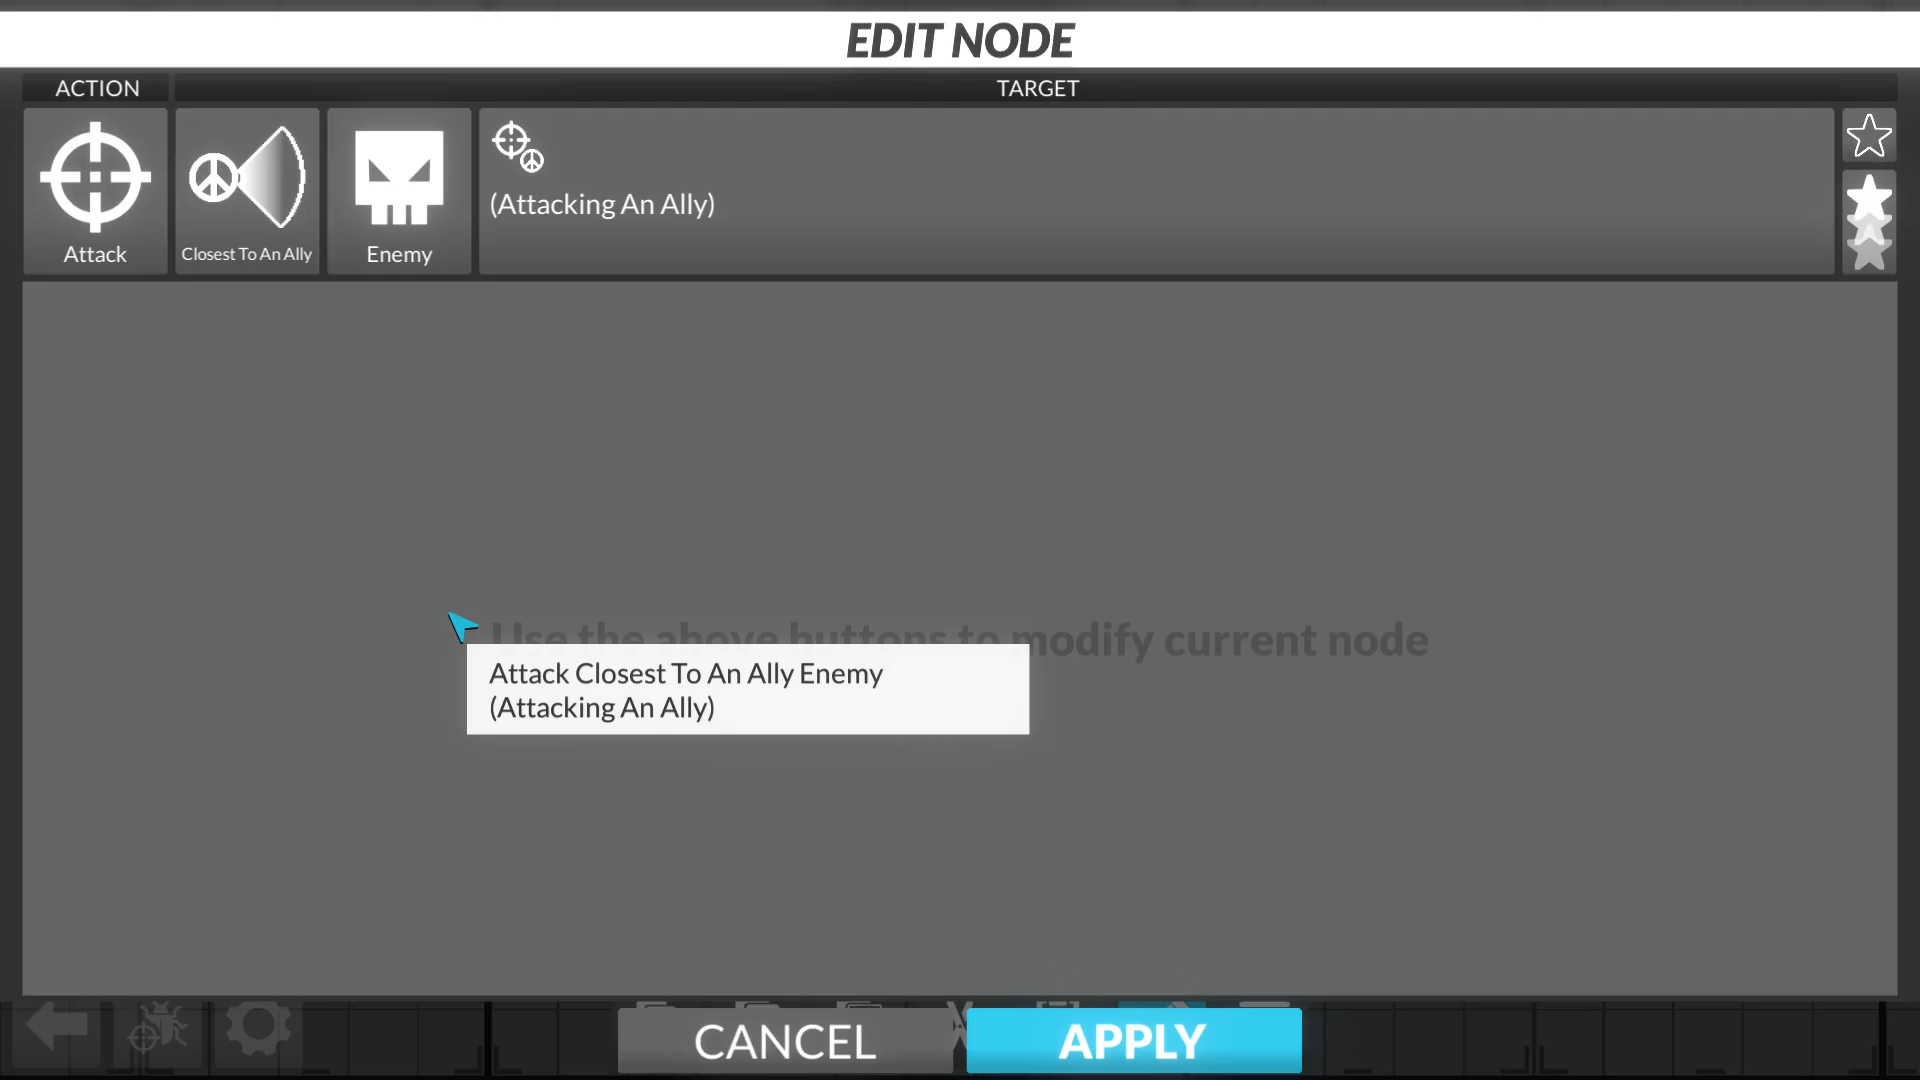 EDIT NODE
ACTION
TARGET
Attack
Closest To An Ally
Enemy
(Attacking An Ally)
Use the above buttons to modify current node
Attack Closest To An Ally Enemy
(Attacking An Ally)
CANCEL
APPLY